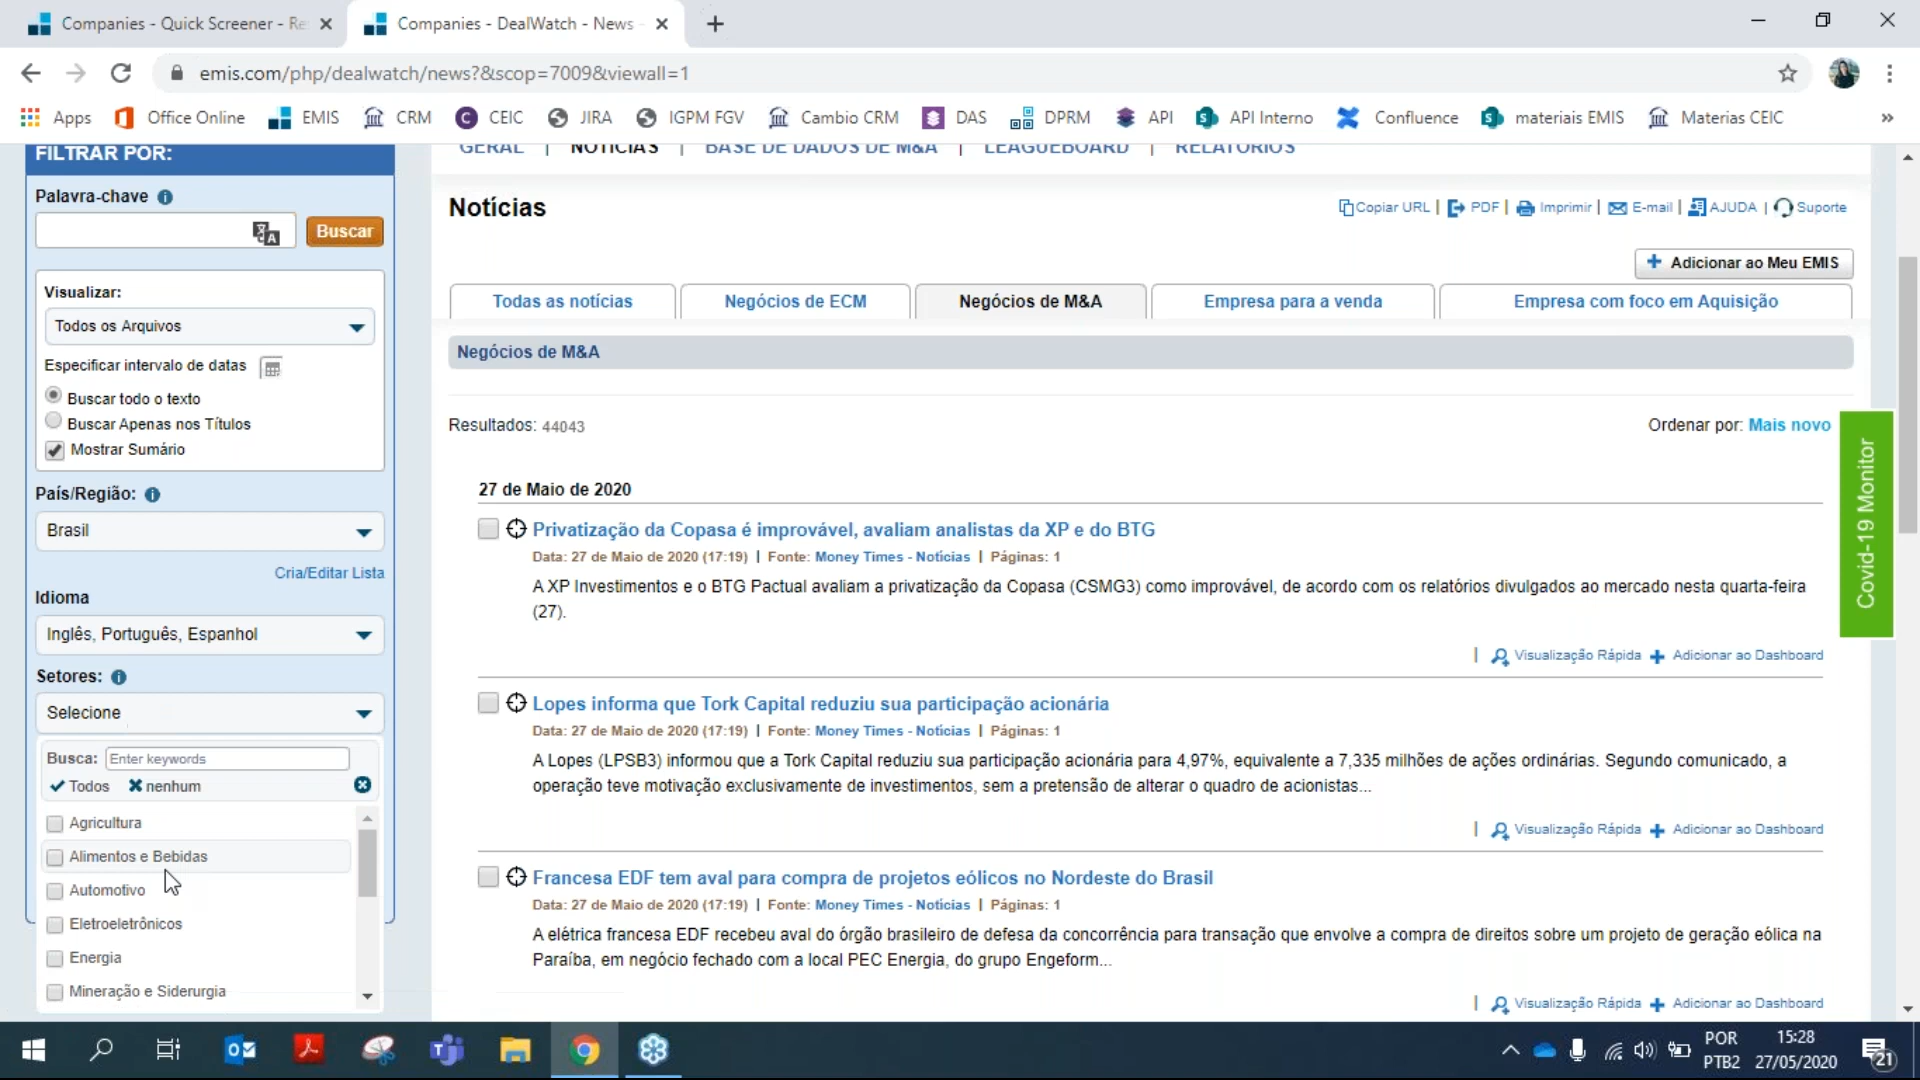 Companies - Quick Screener - Re
Companies - DealWatch - News
emis.com/php/dealwatch/news?&scop=7009&viewall=1
Apps Office Online EMIS CRM CEIC JIRA IGPM FGV Cambio CRM DAS DPRM API API Interno Confluence materiais EMIS Materias CEIC »
FILTRAR POR:
GERAL | NOTÍCIAS | BASE DE DADOS DE M&A | LEAGUEBOARD | RELATÓRIOS
Palavra-chave
Buscar
Visualizar:
Todos os Arquivos
Especificar intervalo de datas
Buscar todo o texto
Buscar Apenas nos Títulos
Mostrar Sumário
País/Região:
Brasil
Cria/Editar Lista
Idioma
Inglês, Português, Espanhol
Setores:
Selecione
Busca: Enter keywords
Todos nenhum
Agricultura
Alimentos e Bebidas
Automotivo
Eletroeletrônicos
Energia
Mineração e Siderurgia
Notícias
Copiar URL | PDF | Imprimir | E-mail | AJUDA | Suporte
Adicionar ao Meu EMIS
Todas as notícias
Negócios de ECM
Negócios de M&A
Empresa para a venda
Empresa com foco em Aquisição
Negócios de M&A
Resultados: 44043
Ordenar por: Mais novo
27 de Maio de 2020
Privatização da Copasa é improvável, avaliam analistas da XP e do BTG
Data: 27 de Maio de 2020 (17:19) | Fonte: Money Times - Notícias | Páginas: 1
A XP Investimentos e o BTG Pactual avaliam a privatização da Copasa (CSMG3) como improvável, de acordo com os relatórios divulgados ao mercado nesta quarta-feira
(27).
| Visualização Rápida Adicionar ao Dashboard
Lopes informa que Tork Capital reduziu sua participação acionária
Data: 27 de Maio de 2020 (17:19) | Fonte: Money Times - Notícias | Páginas: 1
A Lopes (LPSB3) informou que a Tork Capital reduziu sua participação acionária para 4,97%, equivalente a 7,335 milhões de ações ordinárias. Segundo comunicado, a
operação teve motivação exclusivamente de investimentos, sem a pretensão de alterar o quadro de acionistas...
| Visualização Rápida Adicionar ao Dashboard
Francesa EDF tem aval para compra de projetos eólicos no Nordeste do Brasil
Data: 27 de Maio de 2020 (17:19) | Fonte: Money Times - Notícias | Páginas: 1
A elétrica francesa EDF recebeu aval do órgão brasileiro de defesa da concorrência para transação que envolve a compra de direitos sobre um projeto de geração eólica na
Paraíba, em negócio fechado com a local PEC Energia, do grupo Engeform...
| Visualização Rápida Adicionar ao Dashboard
Covid-19 Monitor
POR
PTB2
15:28
27/05/2020
21